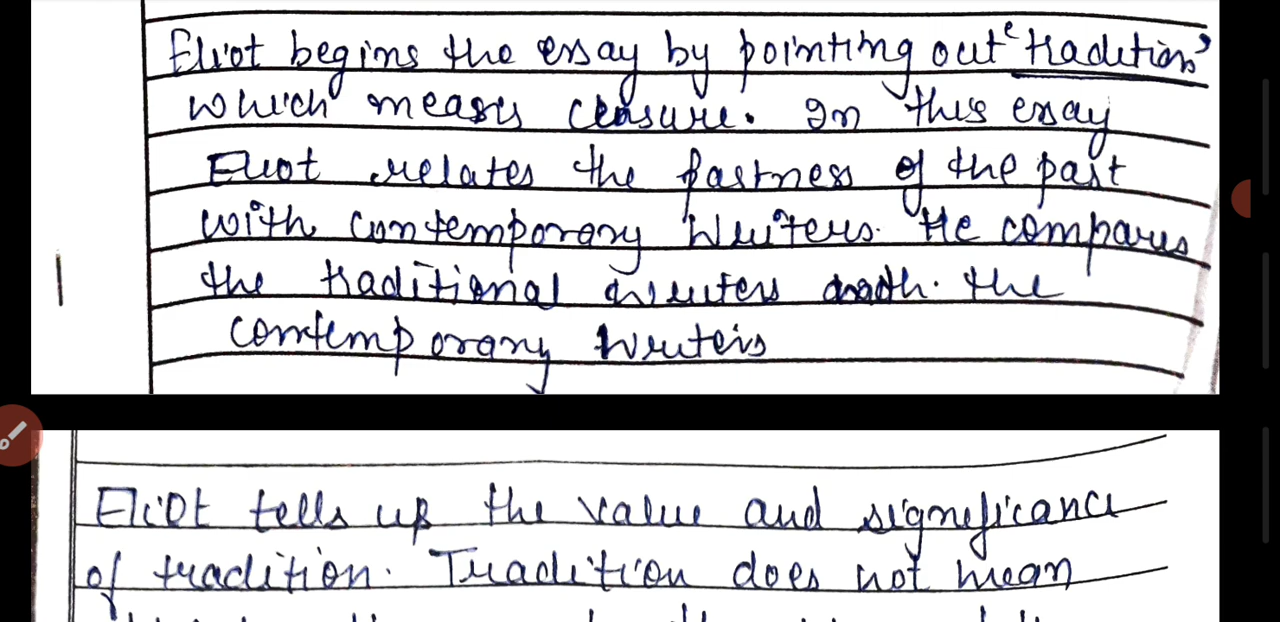 Eliot begins the essay by pointing out 'tradition'
which means censure. In this essay
Eliot relates the pastness of the past
with contemporary writers. He compares
the traditional writers with the
contemporary writers
Eliot tells us the value and significance
of tradition. Tradition does not mean